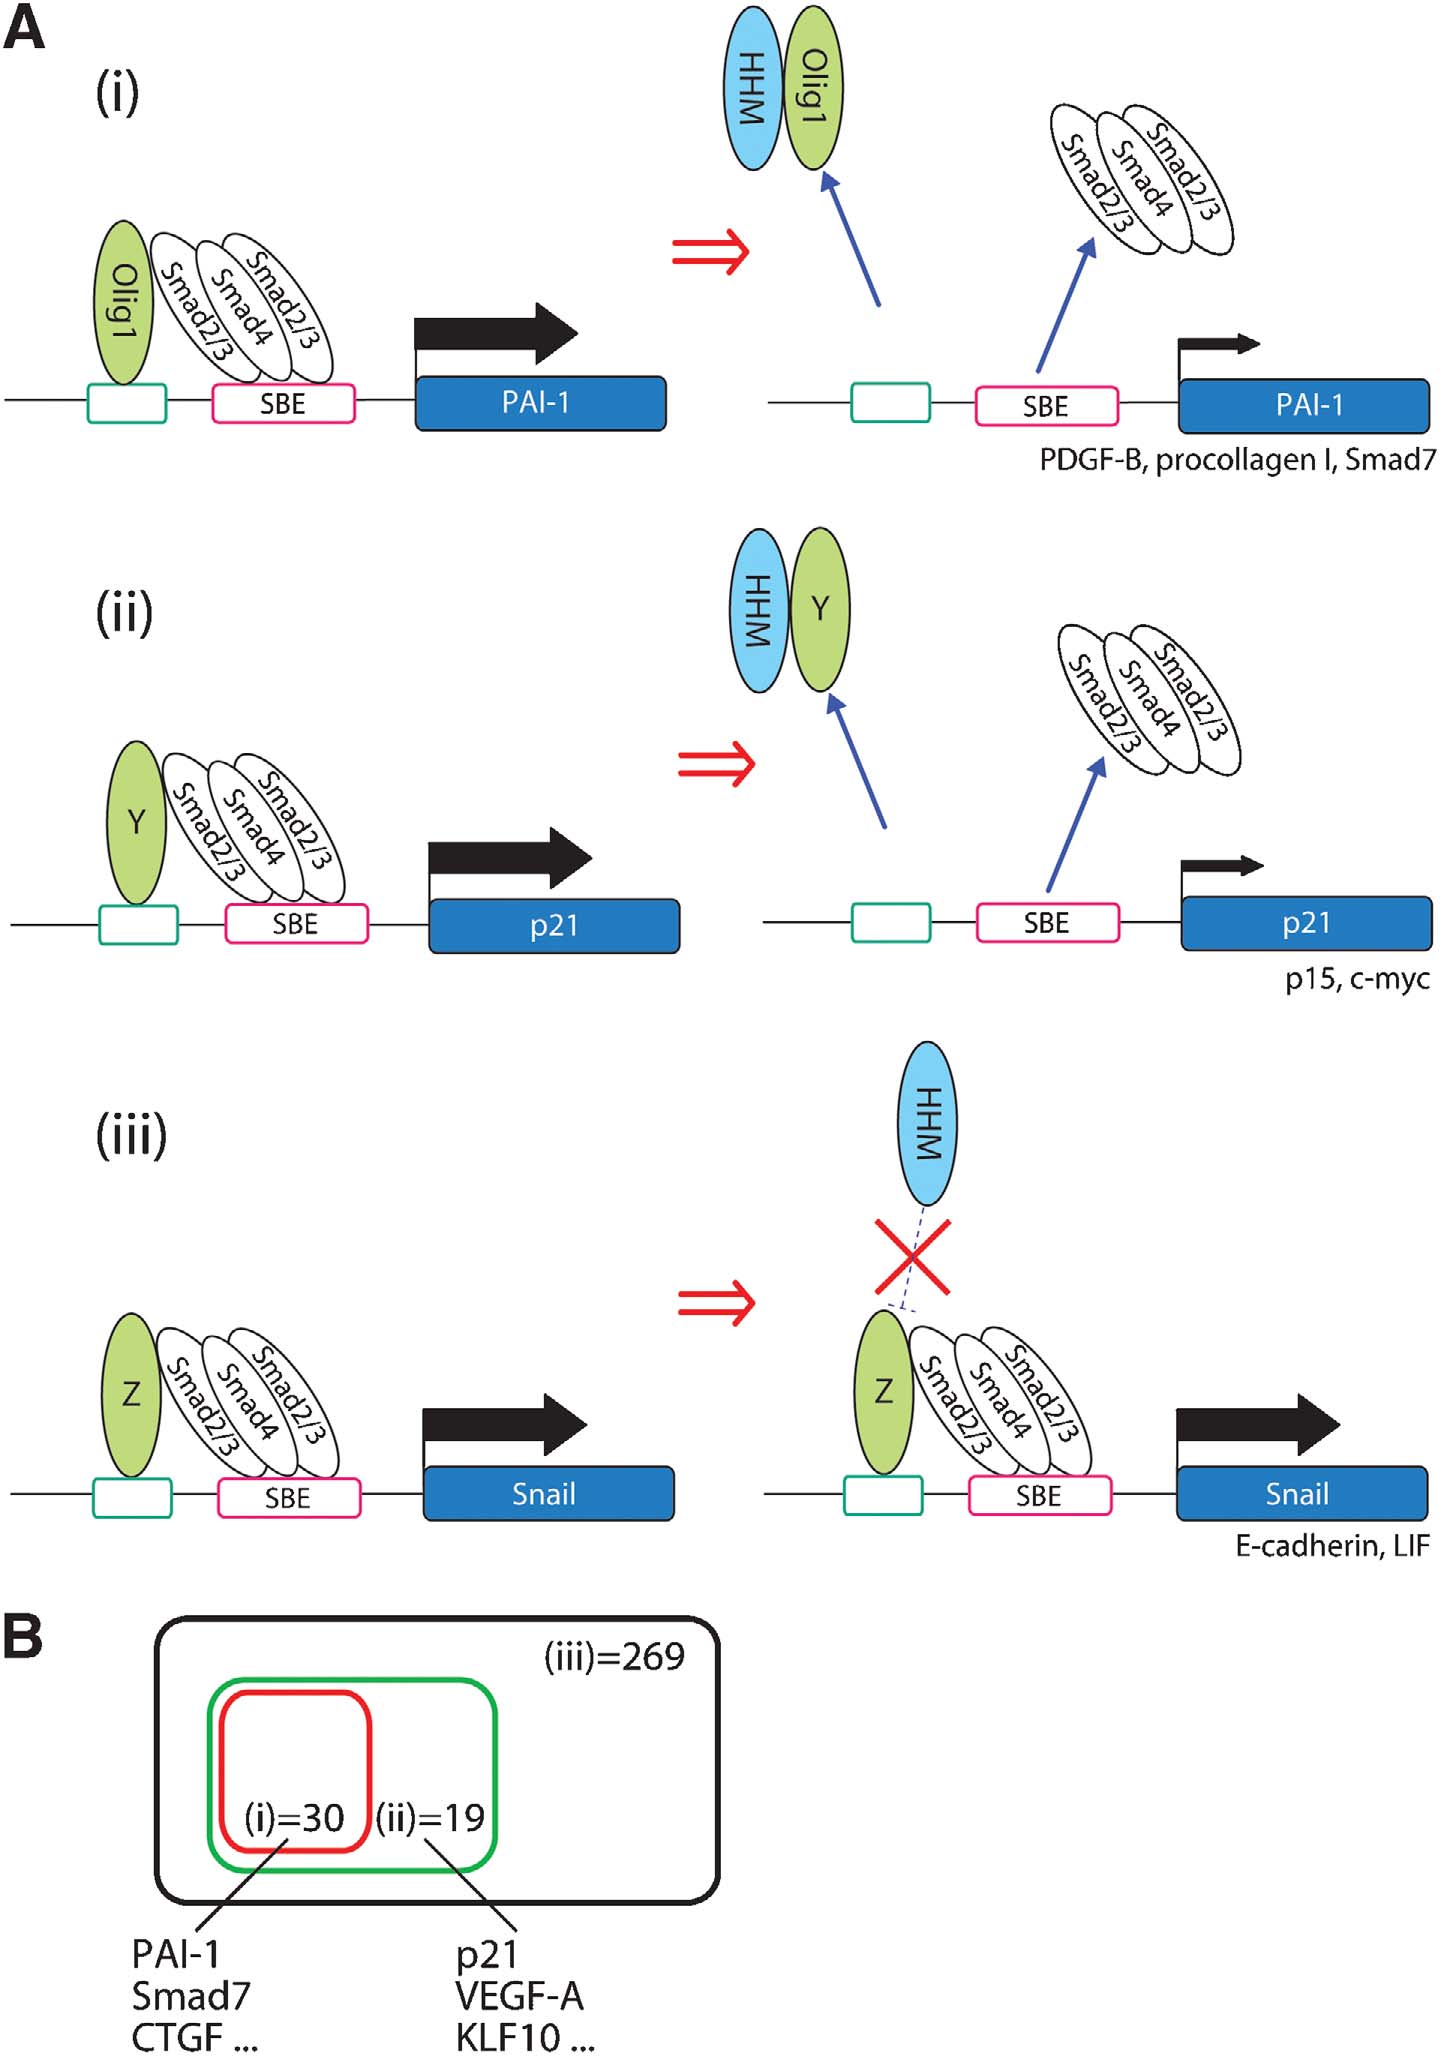 A
(i)
HHM
Olig1
Smad2/3
Smad4
Smad2/3
Olig1
Smad2/3
Smad4
Smad2/3
SBE
PAI-1
SBE
PAI-1
PDGF-B, procollagen I, Smad7
(ii)
HHM
Y
Smad2/3
Smad4
Smad2/3
Y
Smad2/3
Smad4
Smad2/3
SBE
p21
SBE
p21
p15, c-myc
(iii)
HHM
Z
Smad2/3
Smad4
Smad2/3
Z
Smad2/3
Smad4
Smad2/3
SBE
Snail
SBE
Snail
E-cadherin, LIF
B
(iii)=269
(i)=30
(ii)=19
PAI-1
Smad7
CTGF ...
p21
VEGF-A
KLF10 ...